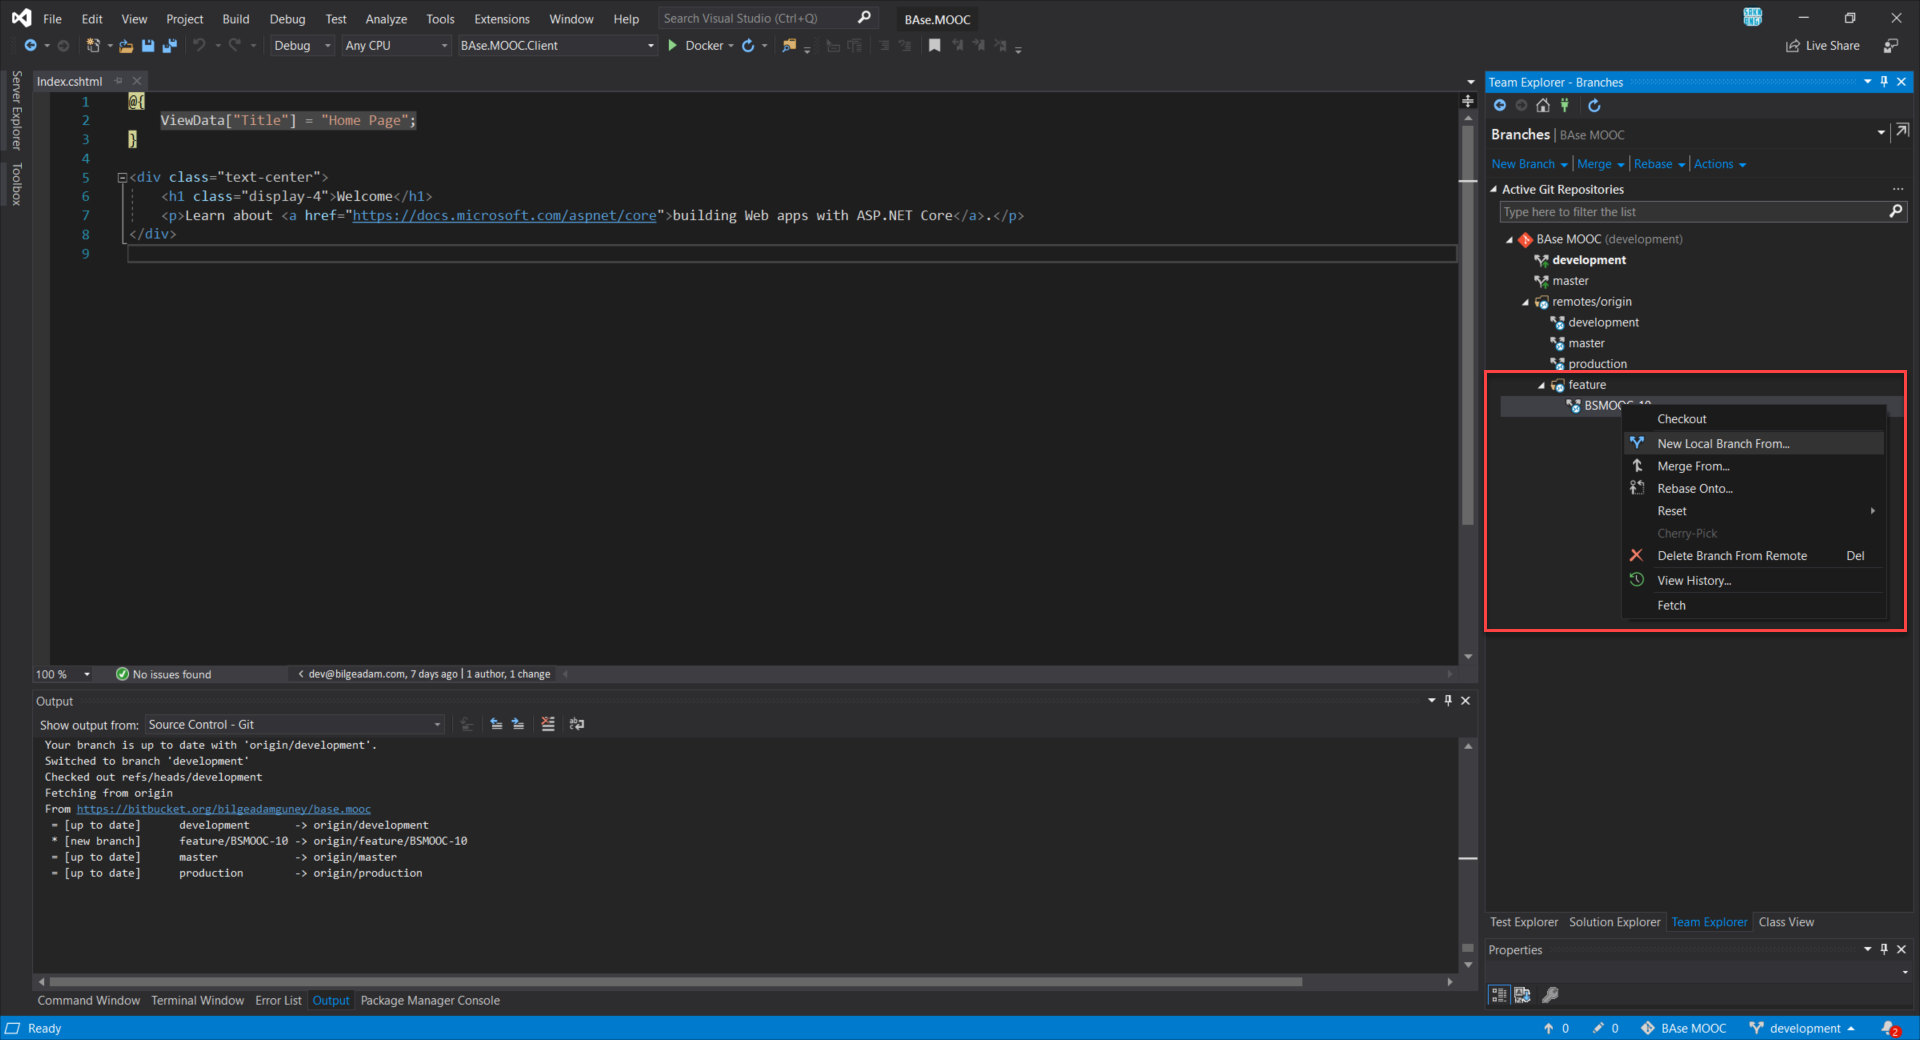 File Edit View Project Build Debug Test Analyze Tools Extensions Window Help Search Visual Studio (Ctrl+Q) BAse.MOOC
Debug Any CPU BAse.MOOC.Client Docker Live Share
Server Explorer
Toolbox
Index.cshtml
1 @{
2 ViewData["Title"] = "Home Page";
3 }
4
5 <div class="text-center">
6 <h1 class="display-4">Welcome</h1>
7 <p>Learn about <a href="https://docs.microsoft.com/aspnet/core">building Web apps with ASP.NET Core</a>.</p>
8 </div>
9
100 % No issues found dev@bilgeadam.com, 7 days ago | 1 author, 1 change
Output
Show output from: Source Control - Git
Your branch is up to date with 'origin/development'.
Switched to branch 'development'
Checked out refs/heads/development
Fetching from origin
From https://bitbucket.org/bilgeadamguney/base.mooc
= [up to date] development -> origin/development
* [new branch] feature/BSMOOC-10 -> origin/feature/BSMOOC-10
= [up to date] master -> origin/master
= [up to date] production -> origin/production
Command Window Terminal Window Error List Output Package Manager Console
Team Explorer - Branches
Branches | BAse MOOC
New Branch | Merge | Rebase | Actions
Active Git Repositories
Type here to filter the list
BAse MOOC (development)
development
master
remotes/origin
development
master
production
feature
BSMOOC-10
Checkout
New Local Branch From...
Merge From...
Rebase Onto...
Reset
Cherry-Pick
Delete Branch From Remote Del
View History...
Fetch
Test Explorer Solution Explorer Team Explorer Class View
Properties
Ready 0 0 BAse MOOC development 2